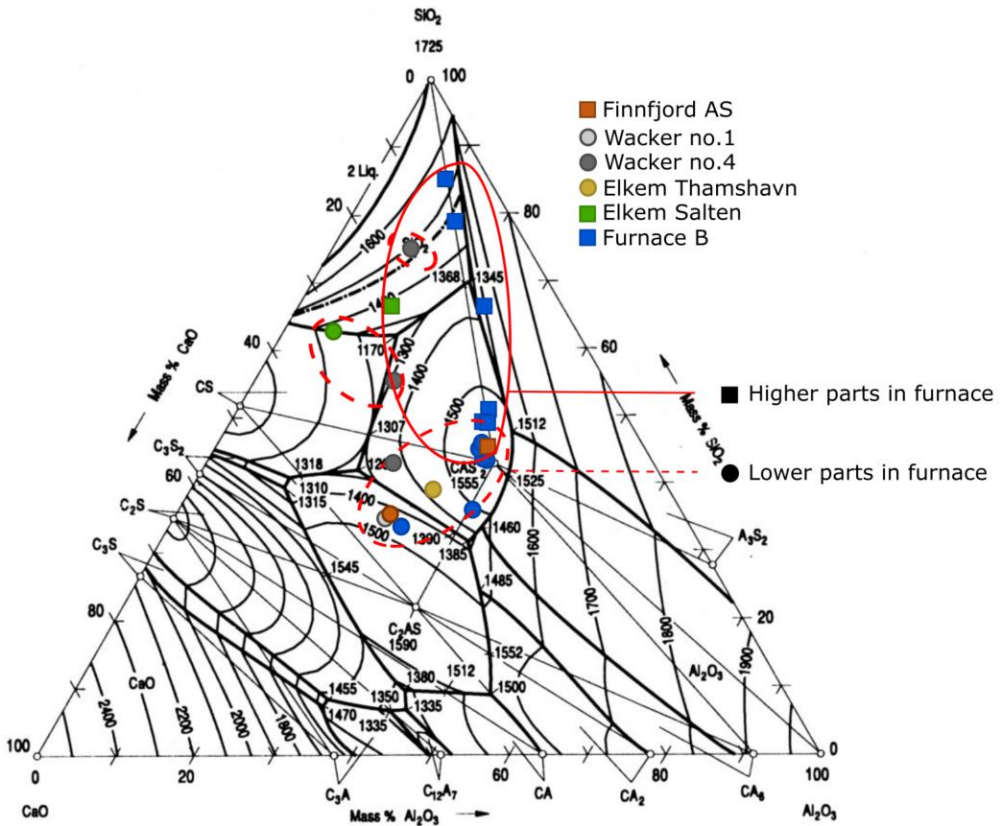 SiO₂
1725
0 100
Finnfjord AS
Wacker no.1
Wacker no.4
Elkem Thamshavn
Elkem Salten
Furnace B
2 Liq.
20
80
1600
SiO₂
1368
1345
40
1170
1300
1400
60
Mass % CaO
Mass % SiO₂
CS
1500
Higher parts in furnace
1307
1512
C₃S₂
60
1318
CAS₂
1555
1525
Lower parts in furnace
1310
1315
1400
C₂S
1500
1390
1460
1600
A₃S₂
C₃S
1385
1545
1485
1700
1800
80
20
C₂AS
1590
1552
1900
CaO
Al₂O₃
1380
1512
1455
1350
1500
1470
1335
1335
2400
2200
2000
1800
100
0
0
20
60
80
100
C₃A
C₁₂A₇
CA
CA₂
CA₆
CaO
Mass % Al₂O₃
Al₂O₃